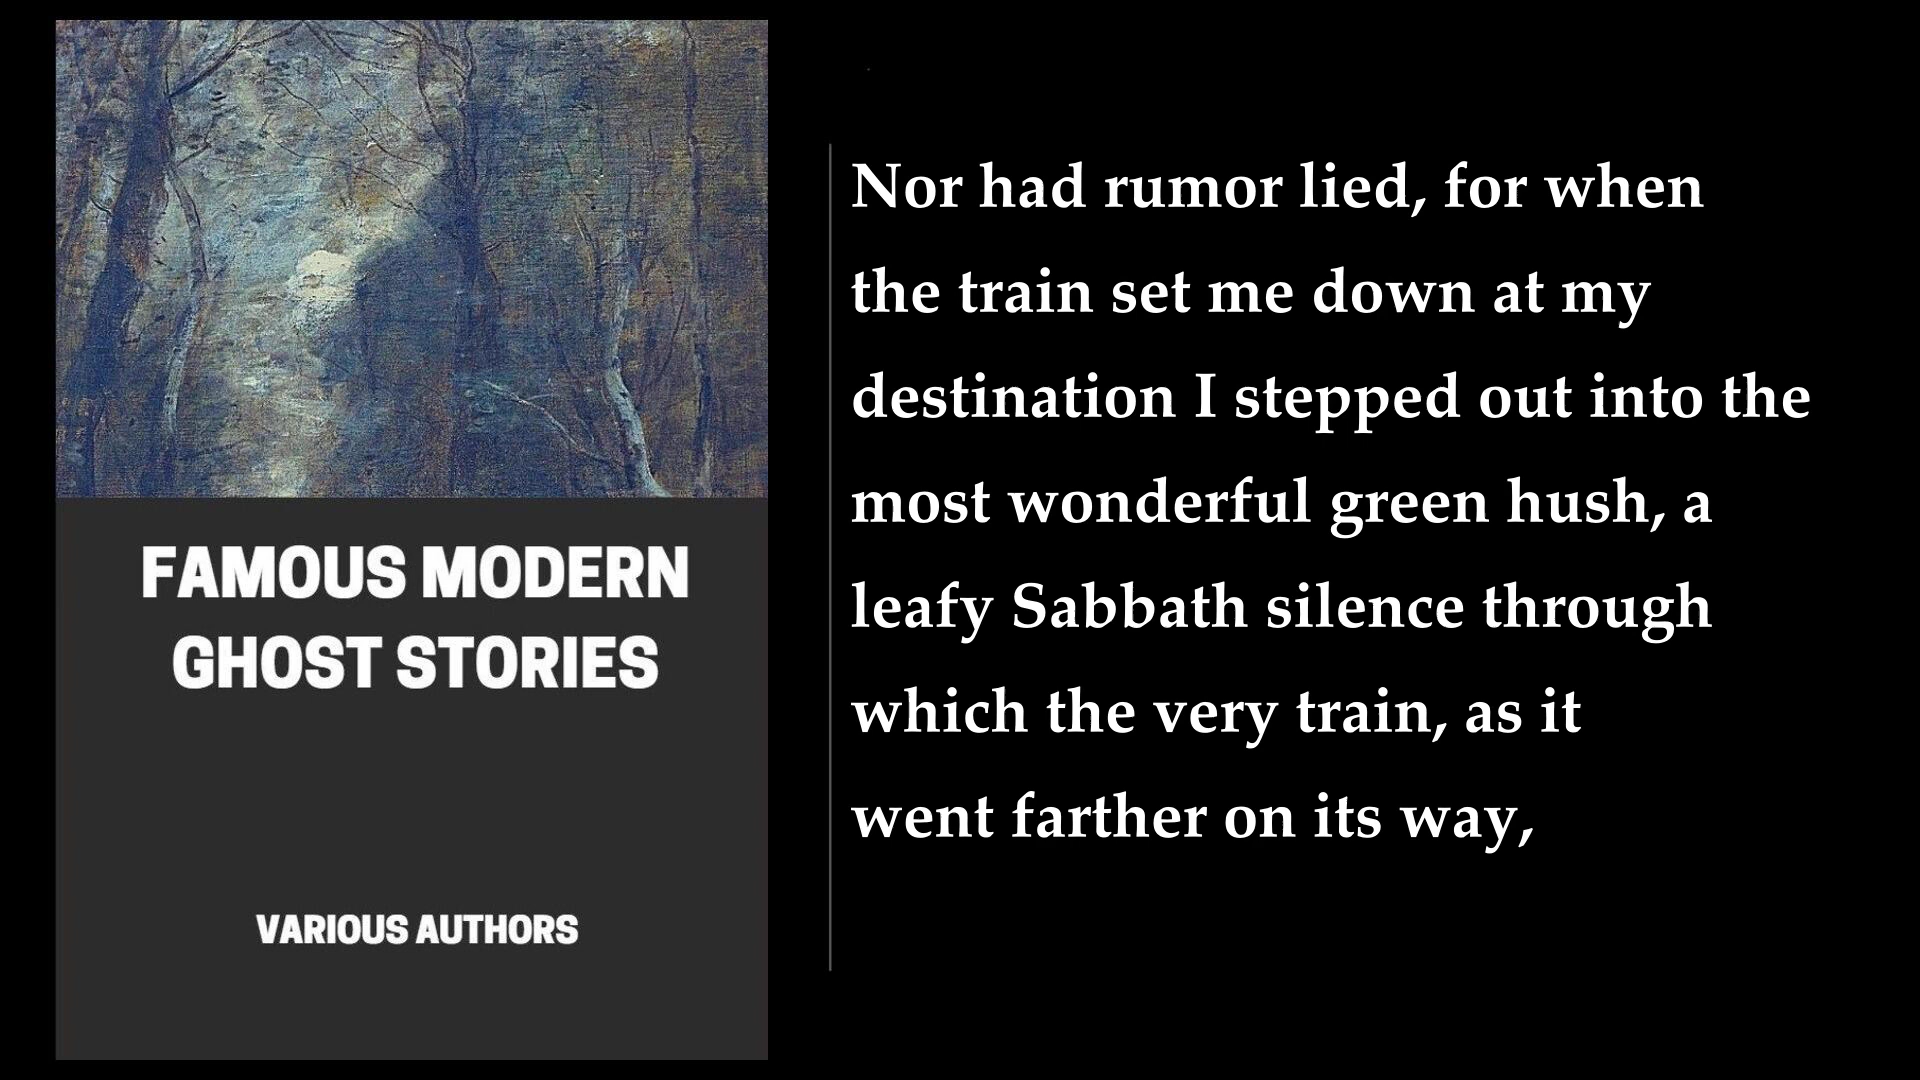 FAMOUS MODERN
GHOST STORIES
VARIOUS AUTHORS
Nor had rumor lied, for when
the train set me down at my
destination I stepped out into the
most wonderful green hush, a
leafy Sabbath silence through
which the very train, as it
went farther on its way,